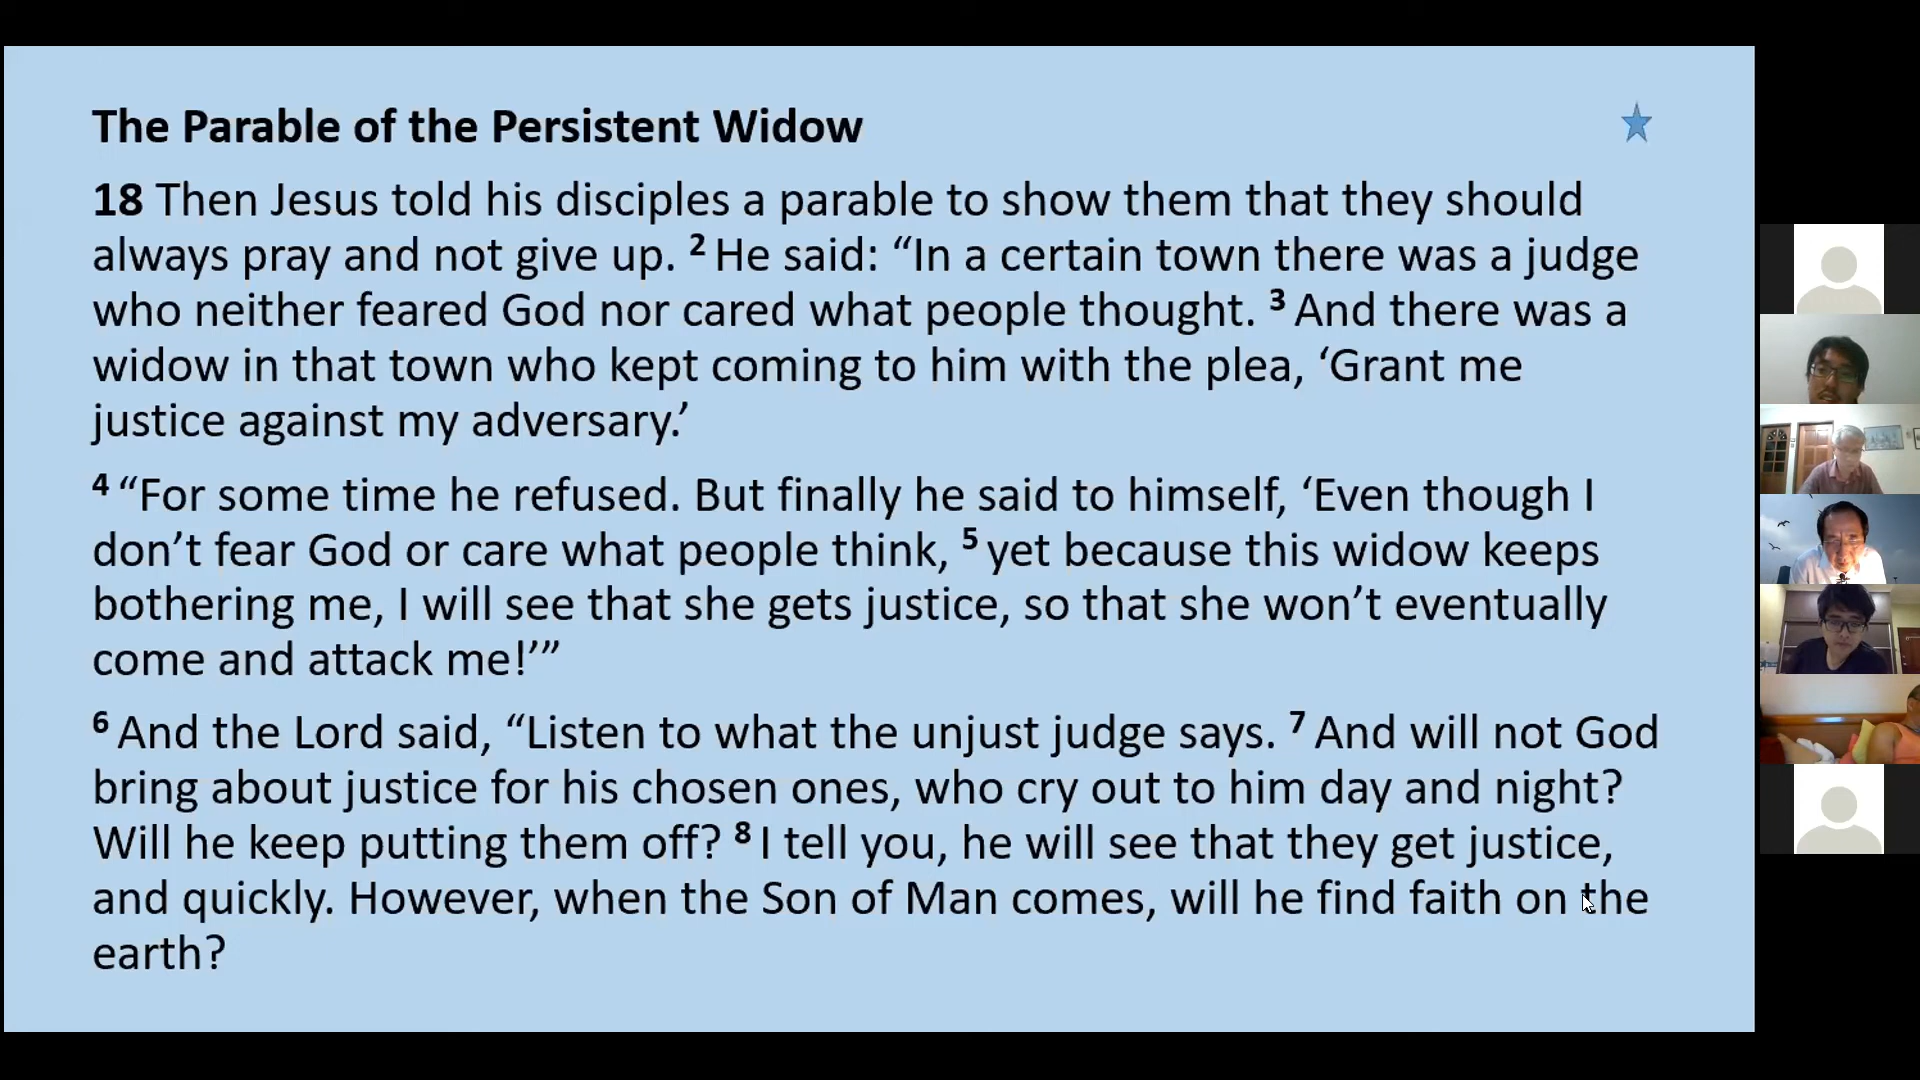 The Parable of the Persistent Widow
18 Then Jesus told his disciples a parable to show them that they should
always pray and not give up. 2 He said: “In a certain town there was a judge
who neither feared God nor cared what people thought. 3 And there was a
widow in that town who kept coming to him with the plea, ‘Grant me
justice against my adversary.’
4 “For some time he refused. But finally he said to himself, ‘Even though I
don’t fear God or care what people think, 5 yet because this widow keeps
bothering me, I will see that she gets justice, so that she won’t eventually
come and attack me!’”
6 And the Lord said, “Listen to what the unjust judge says. 7 And will not God
bring about justice for his chosen ones, who cry out to him day and night?
Will he keep putting them off? 8 I tell you, he will see that they get justice,
and quickly. However, when the Son of Man comes, will he find faith on the
earth?